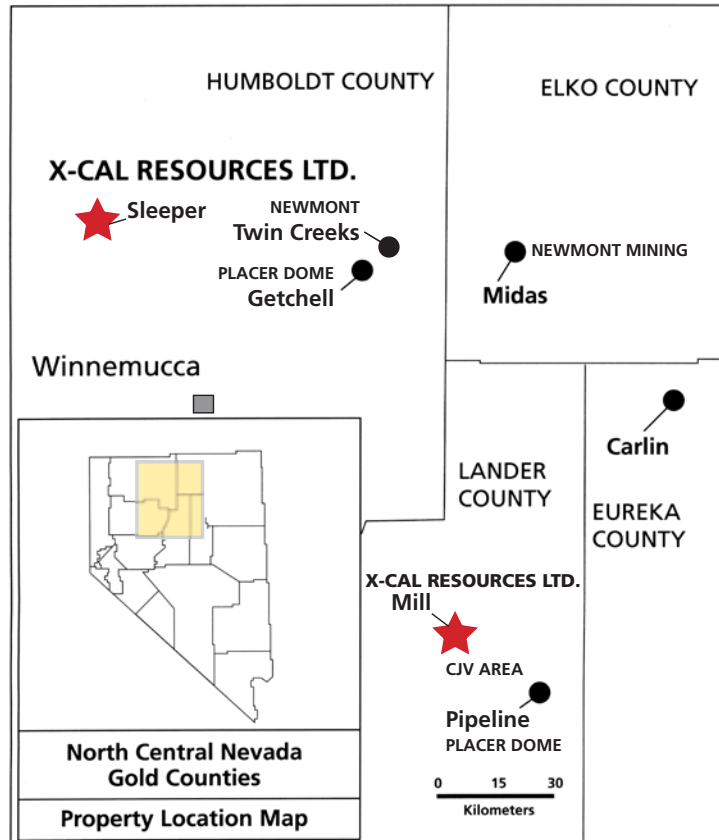 HUMBOLDT COUNTY
ELKO COUNTY
X-CAL RESOURCES LTD.
Sleeper
NEWMONT
Twin Creeks
PLACER DOME
Getchell
NEWMONT MINING
Midas
Winnemucca
Carlin
LANDER
COUNTY
EUREKA
COUNTY
X-CAL RESOURCES LTD.
Mill
CJV AREA
Pipeline
PLACER DOME
North Central Nevada
Gold Counties
Property Location Map
0 15 30
Kilometers